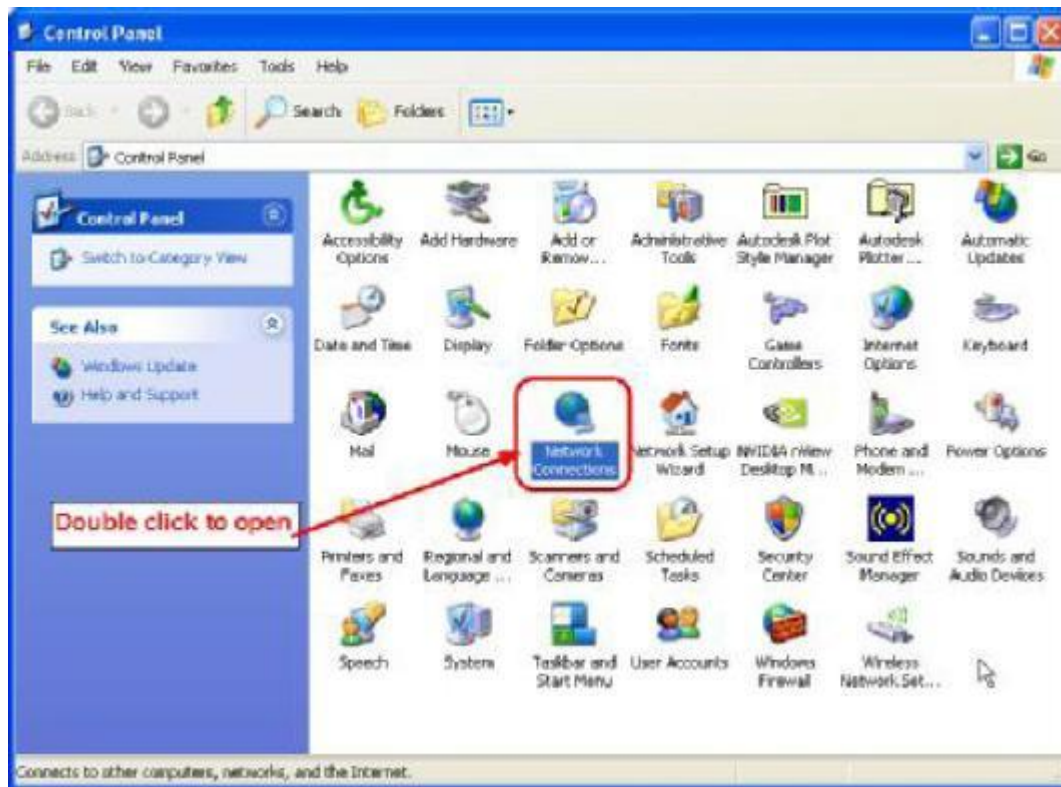 Control Panel
File Edit View Favorites Tools Help
Back Search Folders
Address Control Panel Go
Control Panel
Switch to Category View
See Also
Windows Update
Help and Support
Accessibility Options
Add Hardware
Add or Remov...
Administrative Tools
Autodesk Plot Style Manager
Autodesk Plotter ...
Automatic Updates
Date and Time
Display
Folder Options
Fonts
Game Controllers
Internet Options
Keyboard
Mail
Mouse
Network Connections
Network Setup Wizard
NVIDIA nView Desktop M...
Phone and Modem ...
Power Options
Double click to open
Printers and Faxes
Regional and Language ...
Scanners and Cameras
Scheduled Tasks
Security Center
Sound Effect Manager
Sounds and Audio Devices
Speech
System
Taskbar and Start Menu
User Accounts
Windows Firewall
Wireless Network Set...
Connects to other computers, networks, and the Internet.